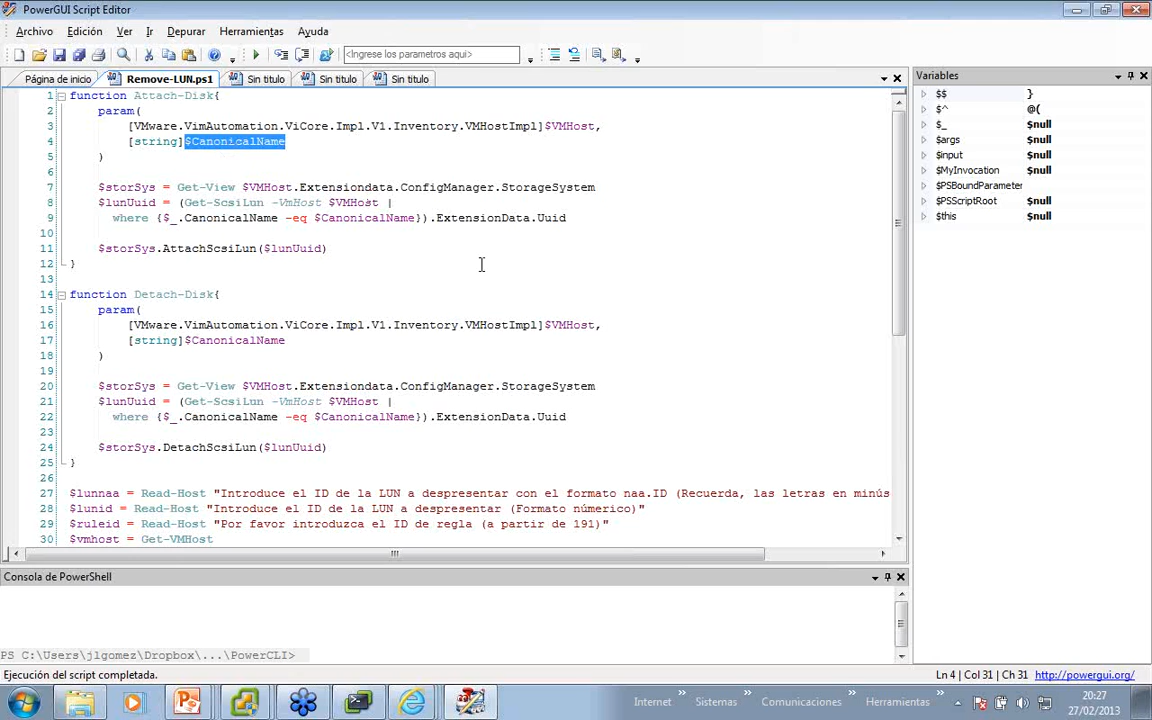 PowerGUI Script Editor
Archivo Edición Ver Ir Depurar Herramientas Ayuda
<Ingrese los parametros aqui>
Página de inicio Remove-LUN.ps1 Sin titulo Sin titulo Sin titulo
1 function Attach-Disk{
2 param(
3 [VMware.VimAutomation.ViCore.Impl.V1.Inventory.VMHostImpl]$VMHost,
4 [string]$CanonicalName
5 )
6
7 $storSys = Get-View $VMHost.Extensiondata.ConfigManager.StorageSystem
8 $lunUuid = (Get-ScsiLun -VmHost $VMHost |
9 where {$_.CanonicalName -eq $CanonicalName}).ExtensionData.Uuid
10
11 $storSys.AttachScsiLun($lunUuid)
12 }
13
14 function Detach-Disk{
15 param(
16 [VMware.VimAutomation.ViCore.Impl.V1.Inventory.VMHostImpl]$VMHost,
17 [string]$CanonicalName
18 )
19
20 $storSys = Get-View $VMHost.Extensiondata.ConfigManager.StorageSystem
21 $lunUuid = (Get-ScsiLun -VmHost $VMHost |
22 where {$_.CanonicalName -eq $CanonicalName}).ExtensionData.Uuid
23
24 $storSys.DetachScsiLun($lunUuid)
25 }
26
27 $lunnaa = Read-Host "Introduce el ID de la LUN a despresentar con el formato naa.ID (Recuerda, las letras en minús
28 $lunid = Read-Host "Introduce el ID de la LUN a despresentar (Formato númerico)"
29 $ruleid = Read-Host "Por favor introduzca el ID de regla (a partir de 191)"
30 $vmhost = Get-VMHost
Variables
$$ }
$^ @(
$_ $null
$args $null
$input $null
$MyInvocation $null
$PSBoundParameter
$PSScriptRoot $null
$this $null
Consola de PowerShell
PS C:\Users\jlgomez\Dropbox\...\PowerCLI>
Ejecución del script completada. Ln 4 | Col 31 | Ch 31 http://powergui.org/
Internet » Sistemas » Comunicaciones » Herramientas »
20:27
27/02/2013